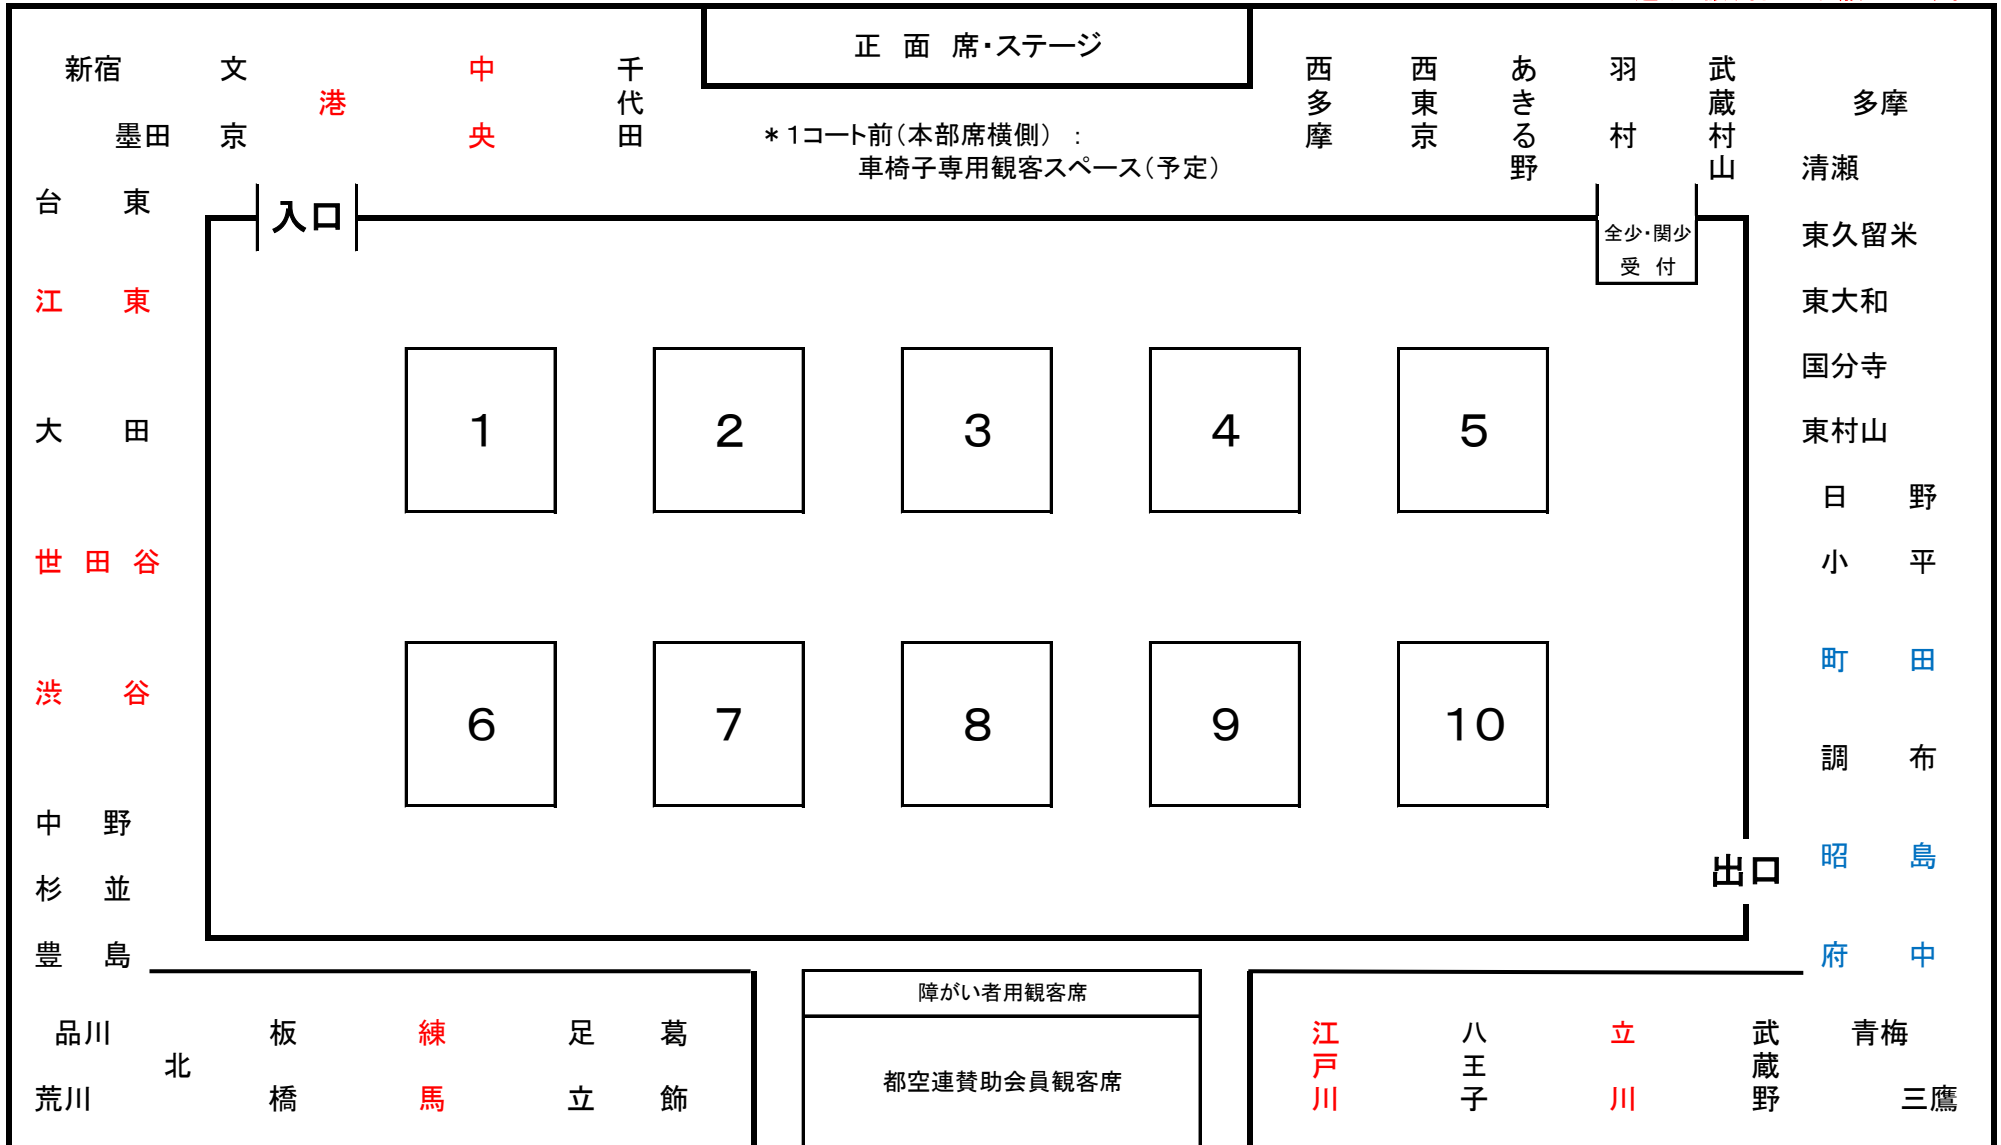 正面席・ステージ
新宿
文京
港
中央
千代田
西多摩
西東京
あきる野
羽村
武蔵村山
多摩
墨田
*1コート前(本部席横側) :
車椅子専用観客スペース(予定)
清瀬
台東
入口
全少・関少
受付
東久留米
江東
東大和
国分寺
大田
1
2
3
4
5
東村山
日野
世田谷
小平
町田
渋谷
6
7
8
9
10
調布
中野
昭島
出口
杉並
豊島
府中
障がい者用観客席
品川
北
荒川
板橋
練馬
足立
葛飾
都空連賛助会員観客席
江戸川
八王子
立川
武蔵野
青梅
三鷹